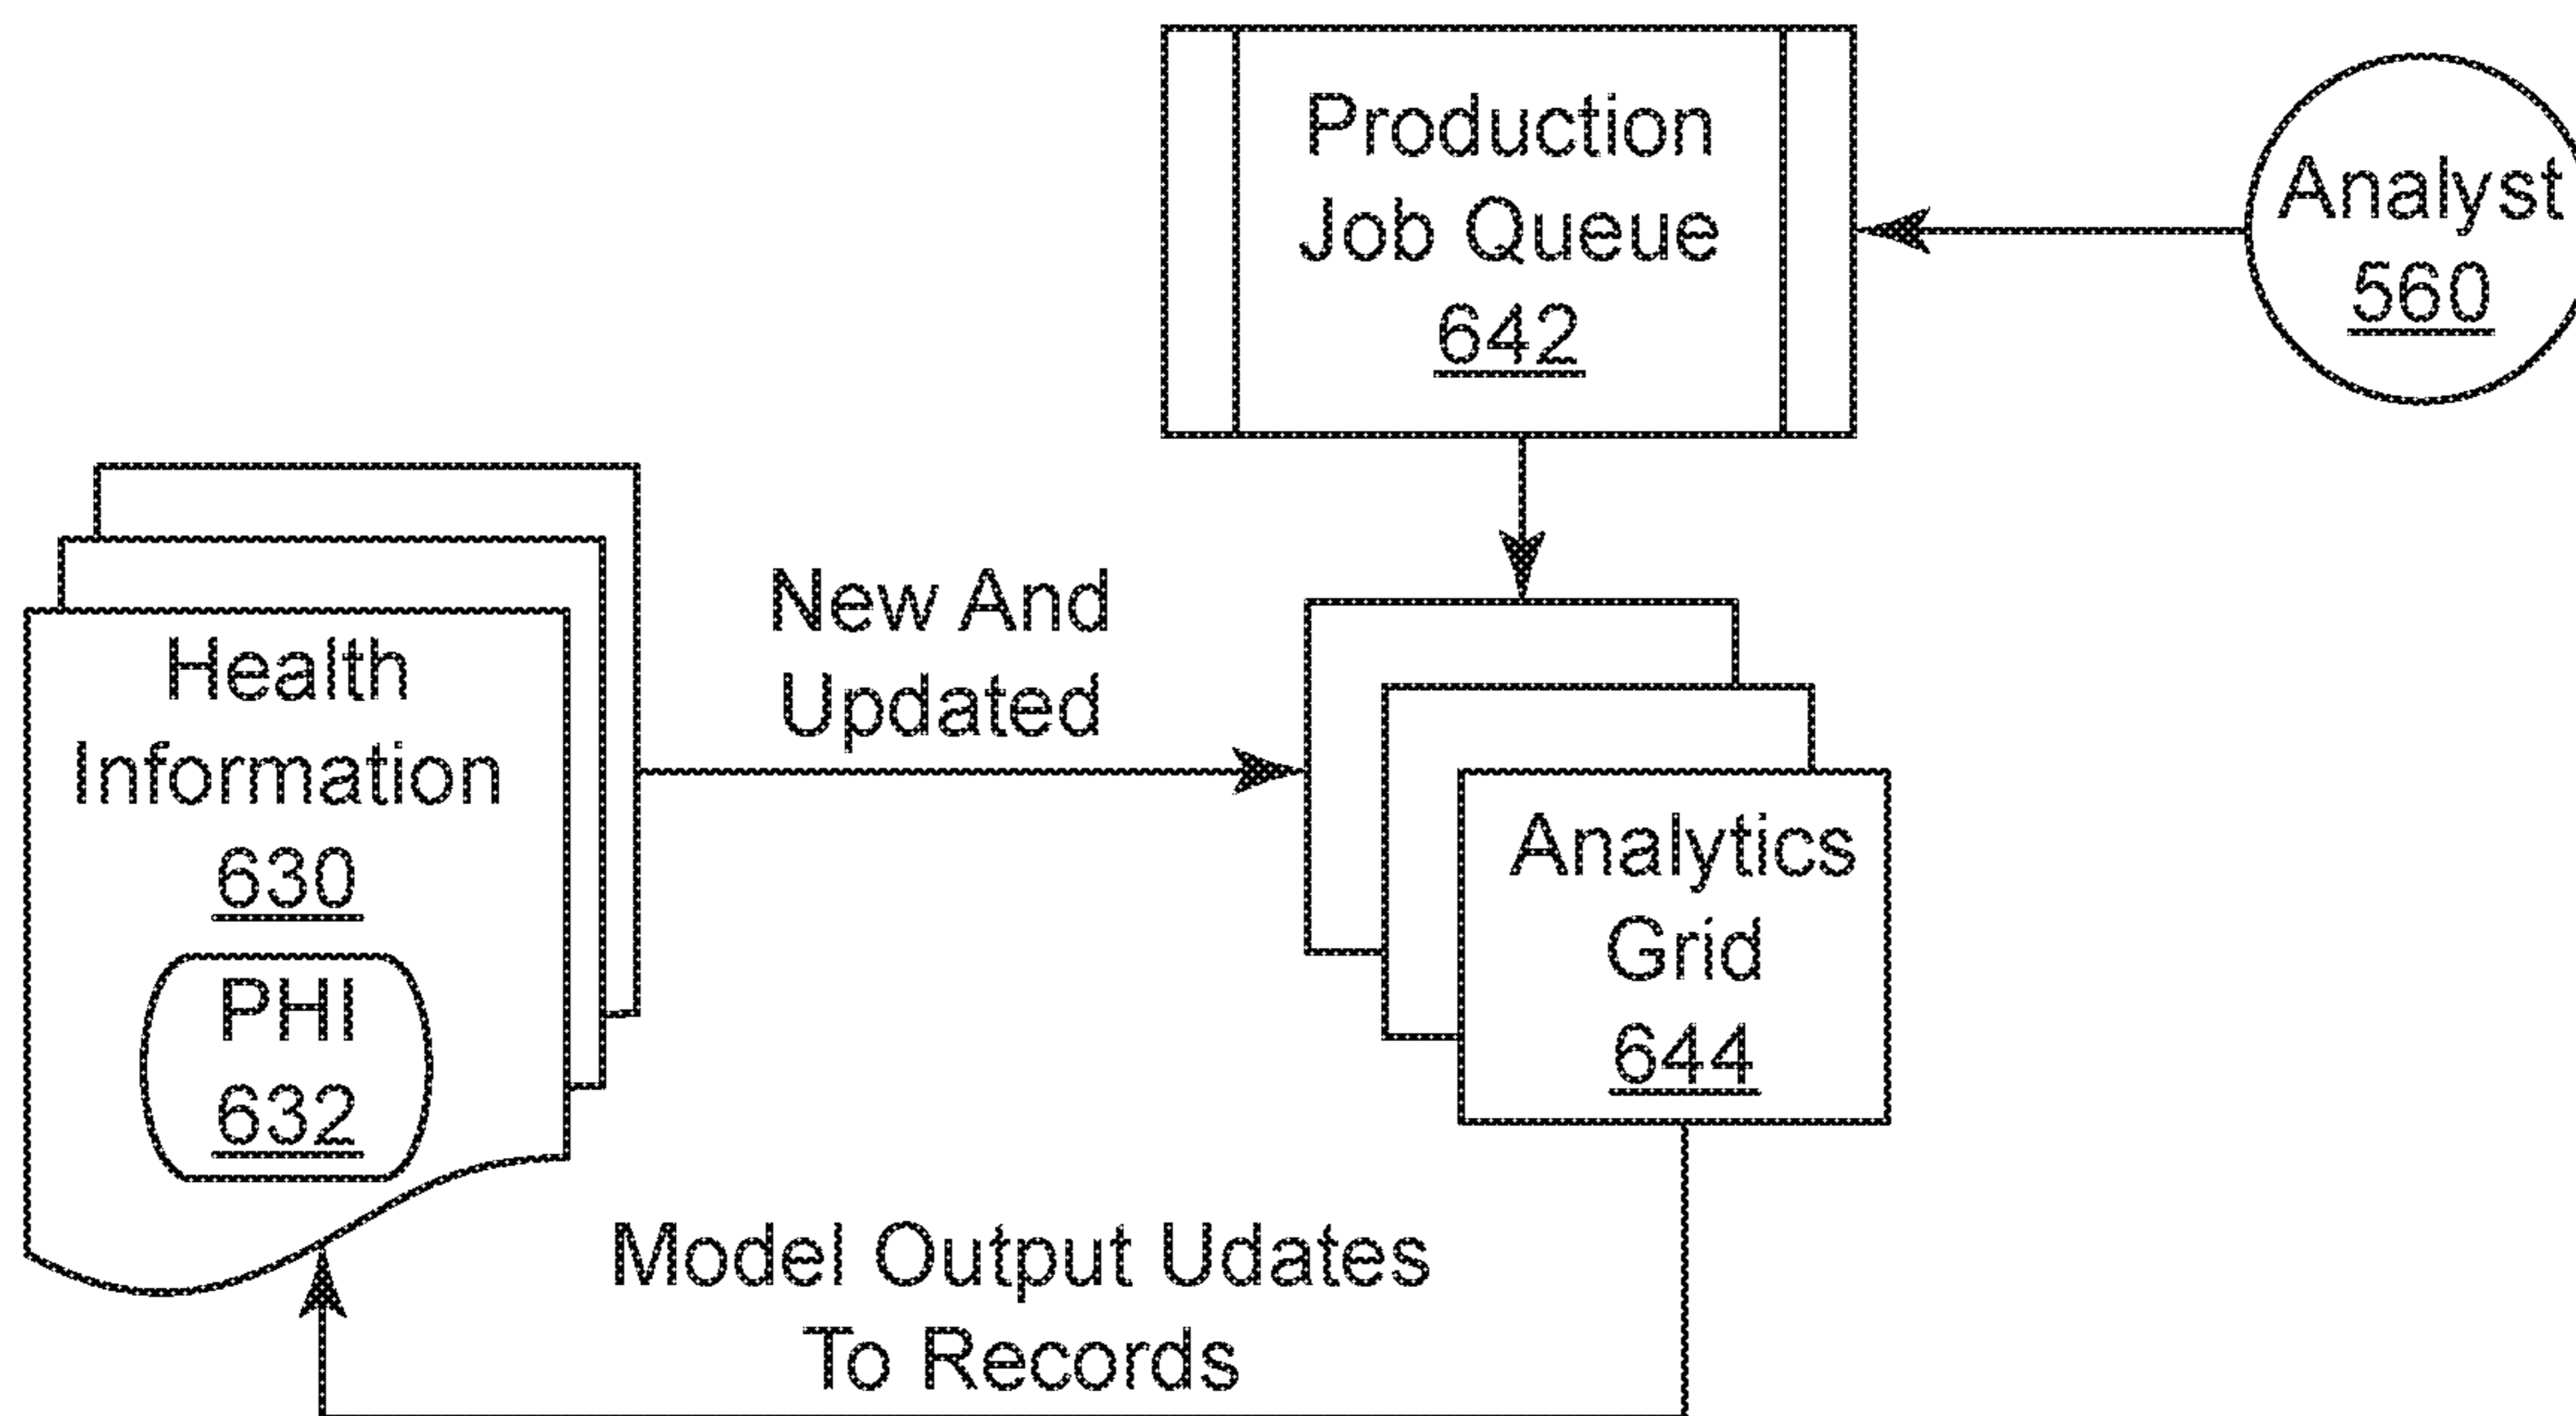 Production
Job Queue
642
Analyst
560
Health
Information
630
PHI
632
New And
Updated
Analytics
Grid
644
Model Output Udates
To Records